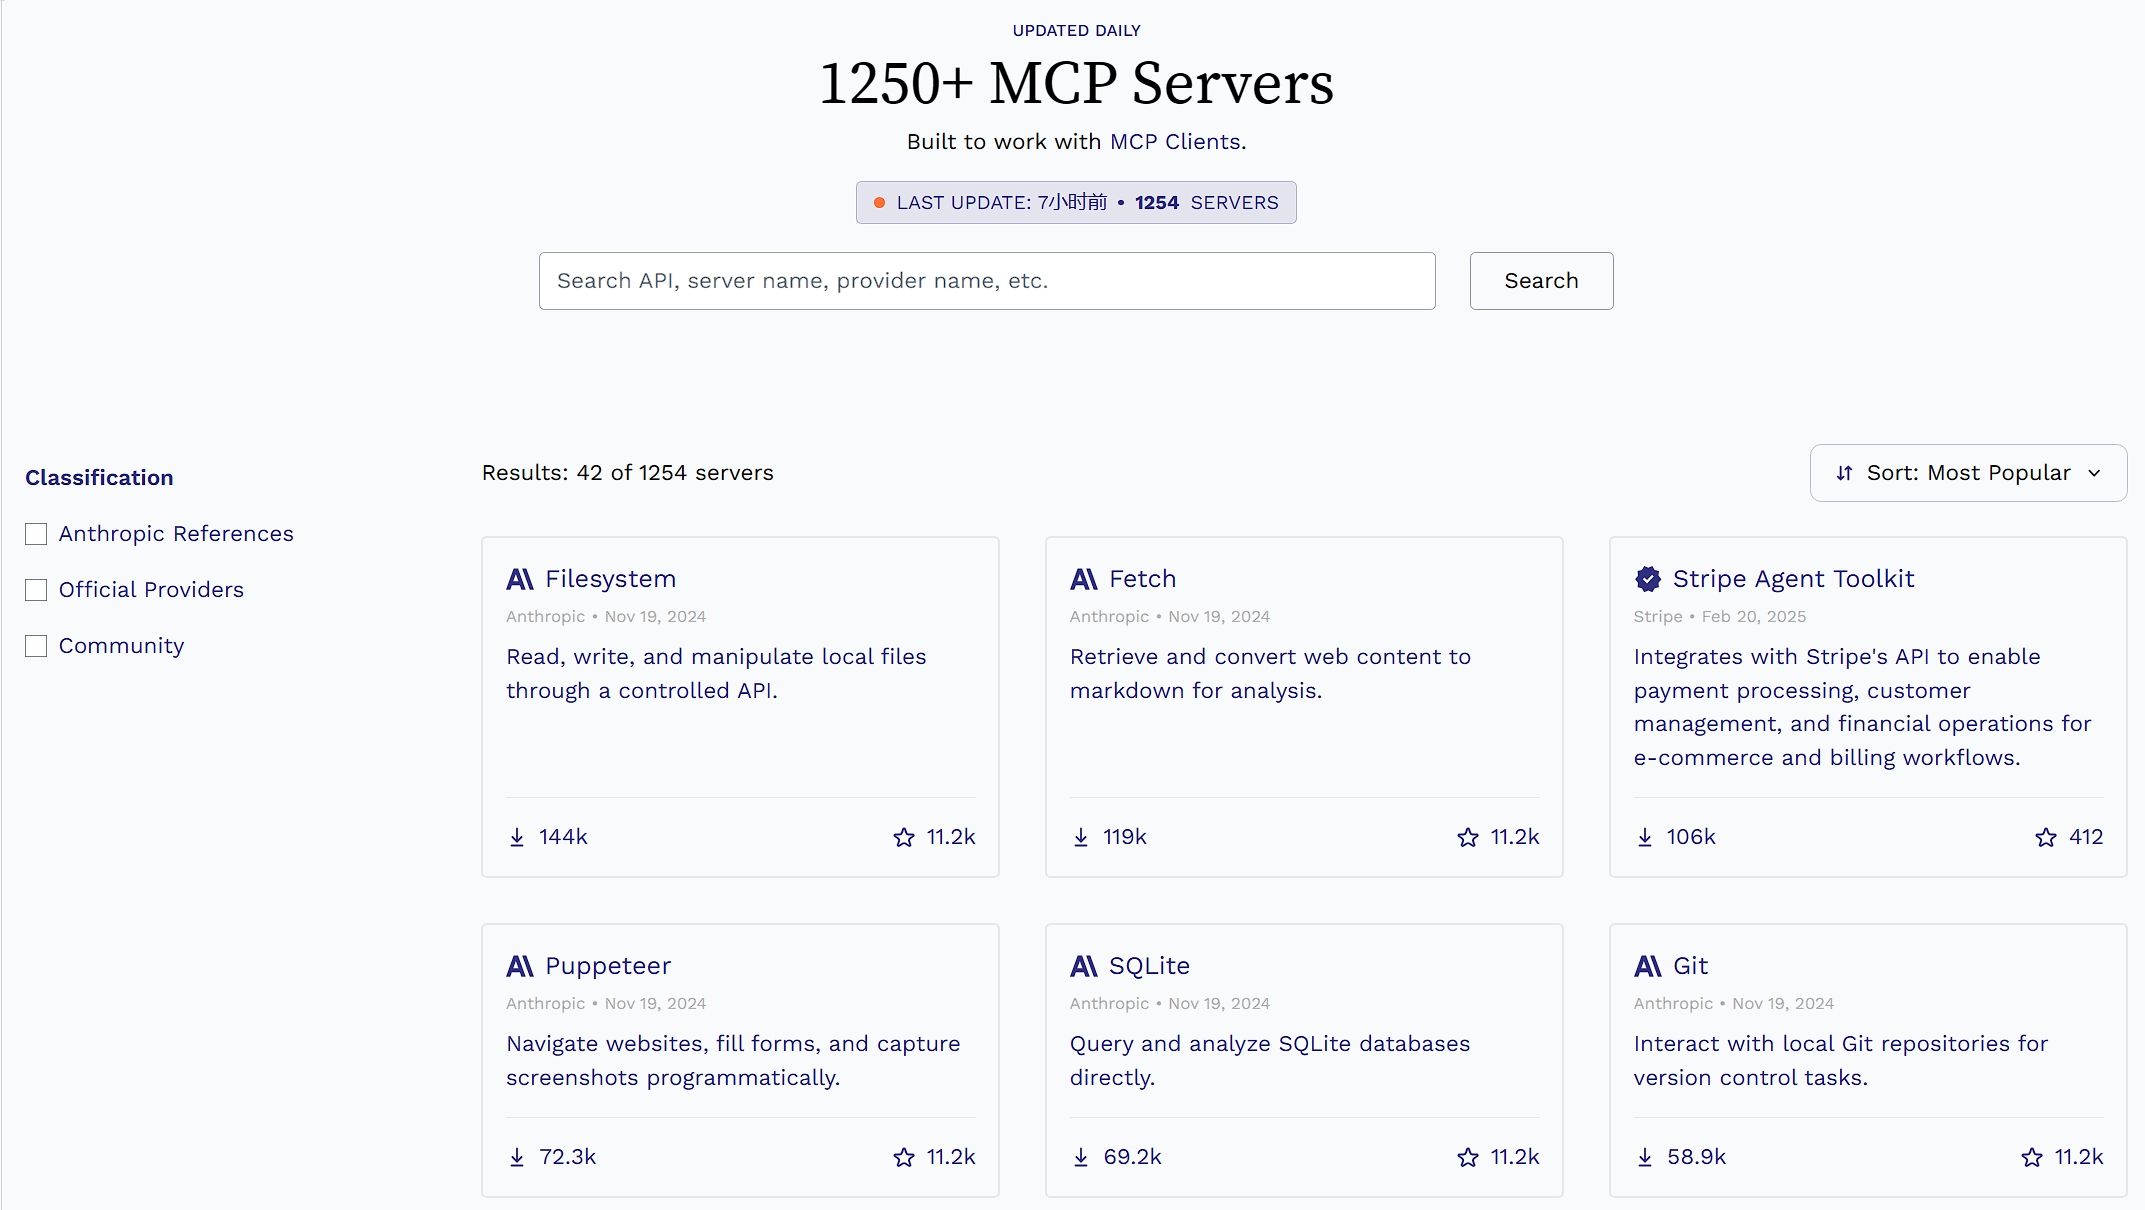 UPDATED DAILY
1250+ MCP Servers
Built to work with MCP Clients.
LAST UPDATE: 7小时前 • 1254 SERVERS
Search API, server name, provider name, etc.
Search
Classification
Anthropic References
Official Providers
Community
Results: 42 of 1254 servers
Sort: Most Popular
Filesystem
Anthropic • Nov 19, 2024
Read, write, and manipulate local files
through a controlled API.
144k
11.2k
Fetch
Anthropic • Nov 19, 2024
Retrieve and convert web content to
markdown for analysis.
119k
11.2k
Stripe Agent Toolkit
Stripe • Feb 20, 2025
Integrates with Stripe's API to enable
payment processing, customer
management, and financial operations for
e-commerce and billing workflows.
106k
412
Puppeteer
Anthropic • Nov 19, 2024
Navigate websites, fill forms, and capture
screenshots programmatically.
72.3k
11.2k
SQLite
Anthropic • Nov 19, 2024
Query and analyze SQLite databases
directly.
69.2k
11.2k
Git
Anthropic • Nov 19, 2024
Interact with local Git repositories for
version control tasks.
58.9k
11.2k